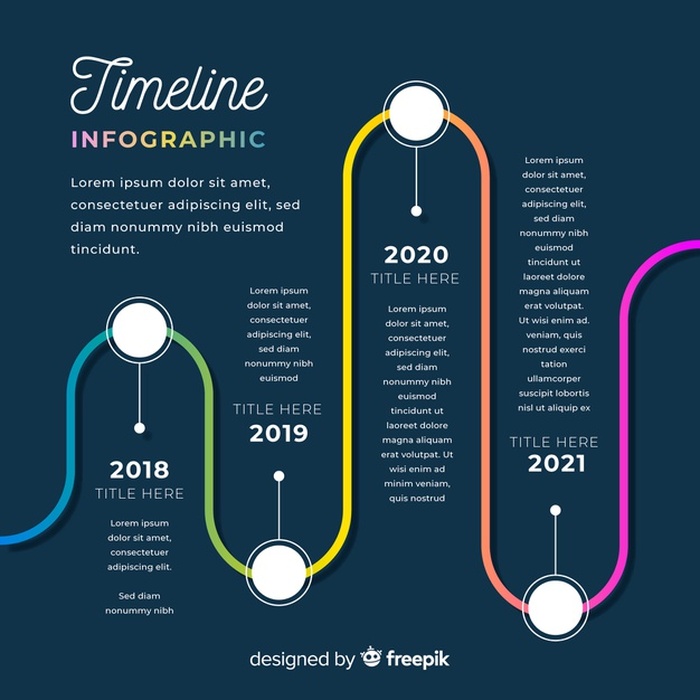 Timeline
INFOGRAPHIC
Lorem ipsum dolor sit amet,
consectetuer adipiscing elit, sed
diam nonummy nibh euismod
tincidunt.
2018
TITLE HERE
Lorem ipsum
dolor sit amet,
consectetuer
adipiscing elit.
Sed diam
nonummy nibh
Lorem ipsum
dolor sit amet,
consectetuer
adipiscing elit,
sed diam
nonummy nibh
euismod
TITLE HERE
2019
2020
TITLE HERE
Lorem ipsum
dolor sit amet,
consectetuer
adipiscing elit,
sed diam
nonummy nibh
euismod
tincidunt ut
laoreet dolore
magna aliquam
erat volutpat. Ut
wisi enim ad
minim veniam,
quis nostrud
Lorem ipsum
dolor sit amet,
consectetuer
adipiscing elit,
sed diam
nonummy nibh
euismod
tincidunt ut
laoreet dolore
magna aliquam
erat volutpat.
Ut wisi enim ad.
veniam, quis
nostrud exerci
tation
ullamcorper
suscipit lobortis
nisl ut aliquip ex
TITLE HERE
2021
designed by freepik